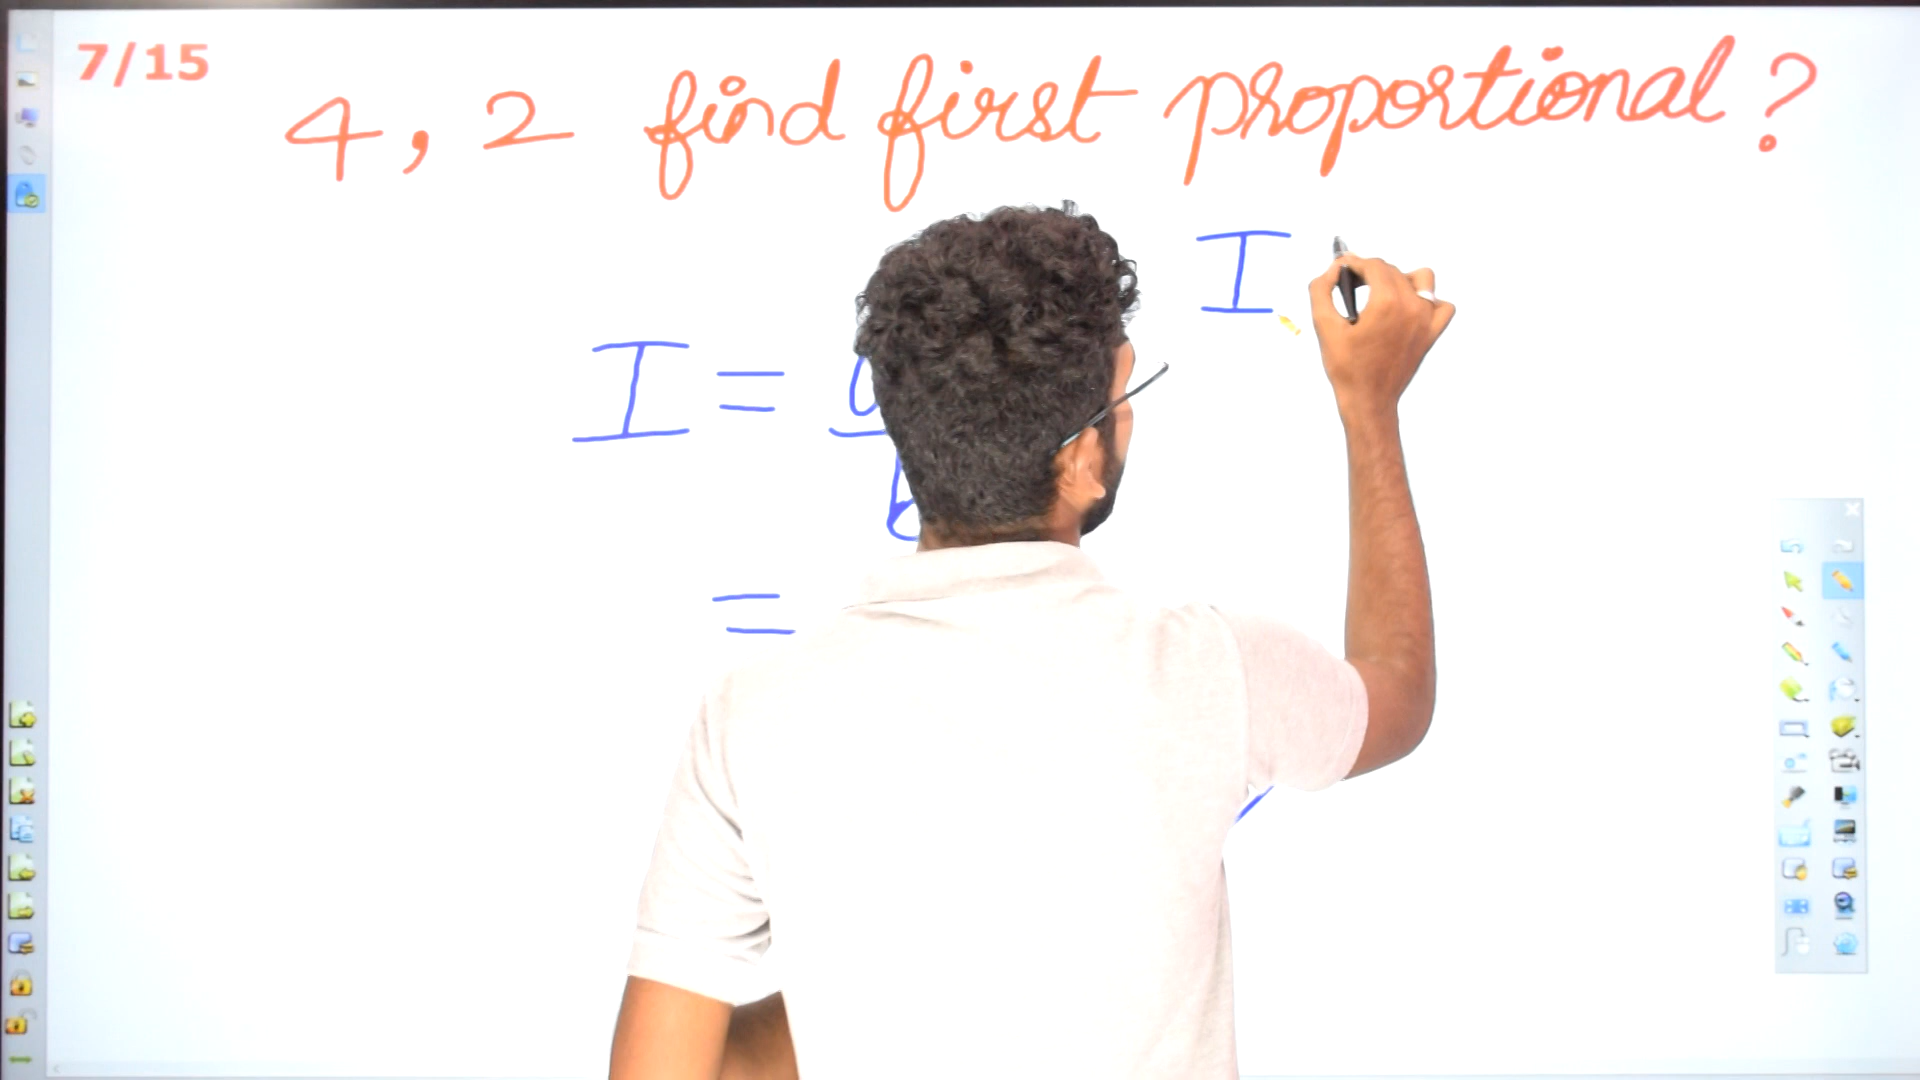 7/15
4, 2 find first proportional ?
I
I =
=